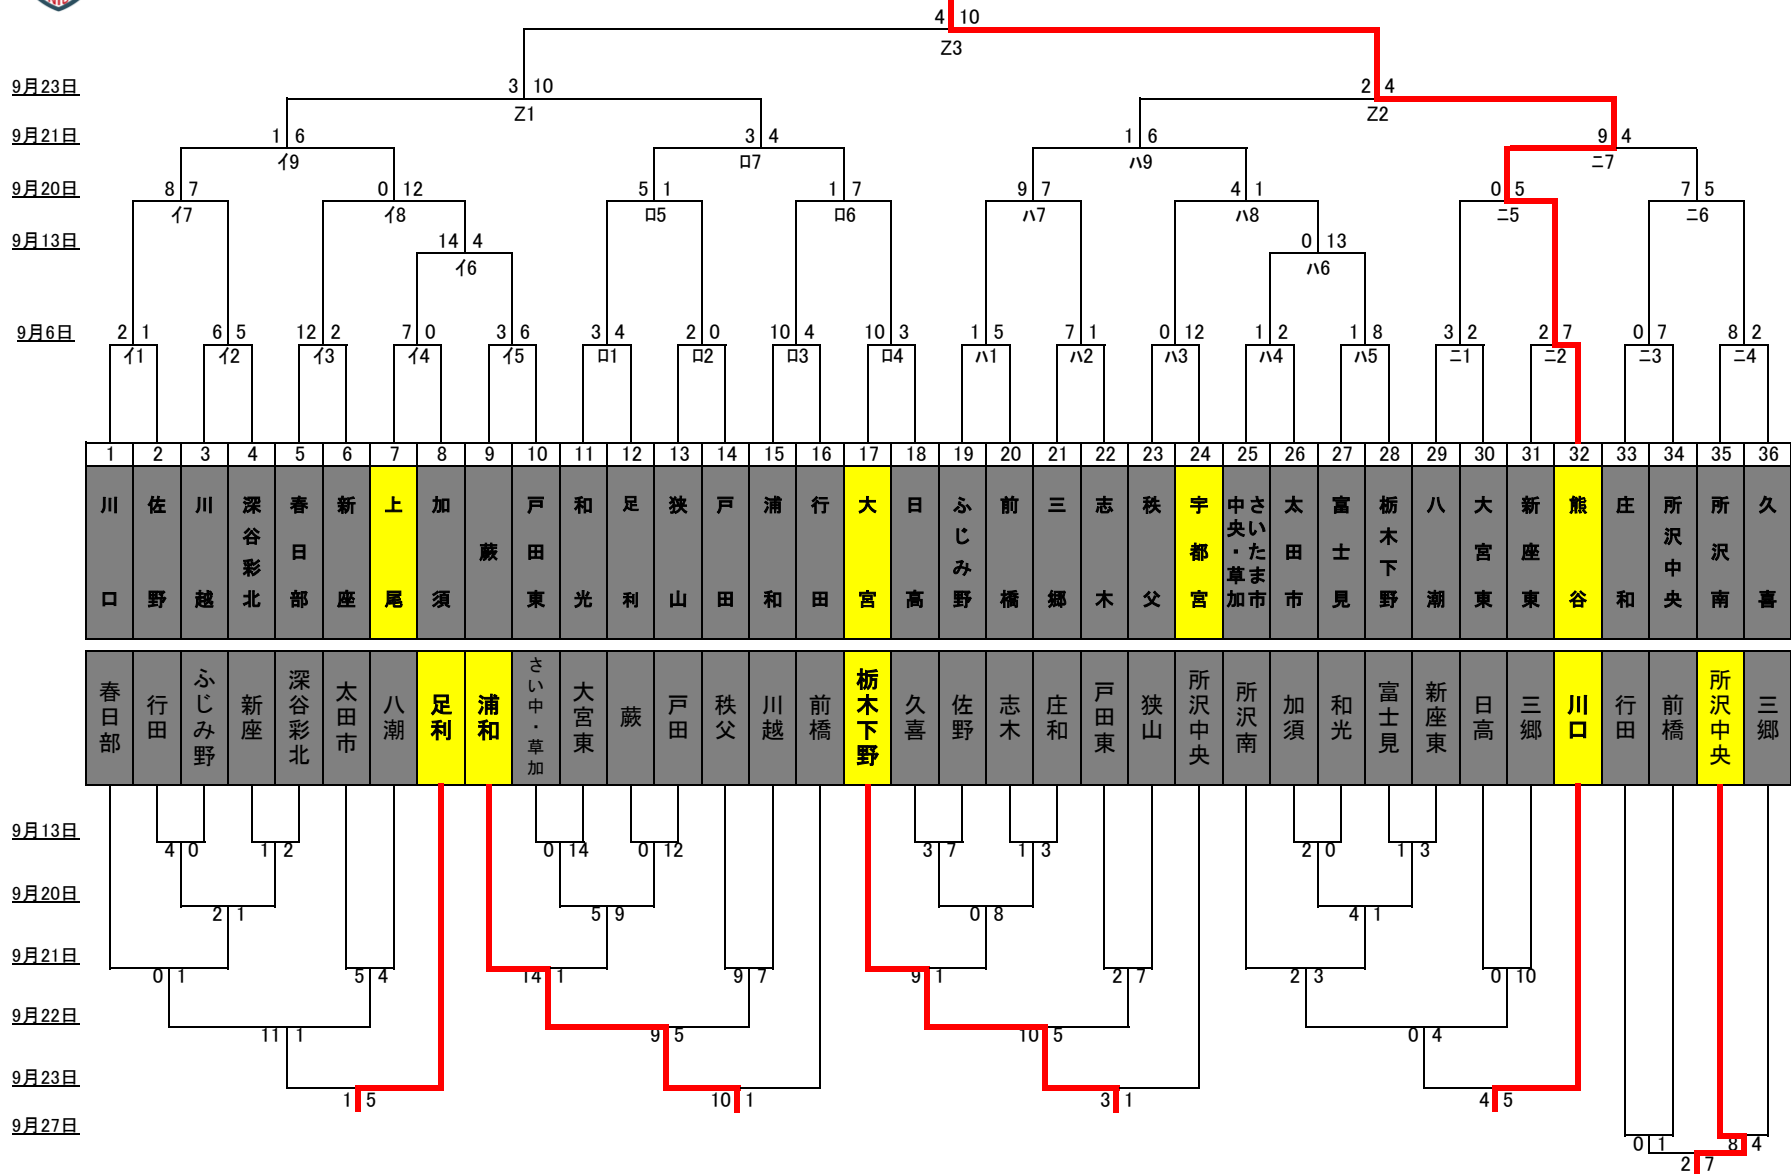 4 10
Z3
9月23日
3 10 2 4
Z1 Z2
9月21日
1 6 3 4 1 6 9 4
イ9 ロ7 ハ9 ニ7
9月20日
8 7 0 12 5 1 1 7 9 7 4 1 0 5 7 5
イ7 イ8 ロ5 ロ6 ハ7 ハ8 ニ5 ニ6
9月13日
14 4 0 13
イ6 ハ6
9月6日
2 1 6 5 12 2 7 0 3 6 3 4 2 0 10 4 10 3 1 5 7 1 0 12 1 2 1 8 3 2 2 7 0 7 8 2
イ1 イ2 イ3 イ4 イ5 ロ1 ロ2 ロ3 ロ4 ハ1 ハ2 ハ3 ハ4 ハ5 ニ1 ニ2 ニ3 ニ4
1 2 3 4 5 6 7 8 9 10 11 12 13 14 15 16 17 18 19 20 21 22 23 24 25 26 27 28 29 30 31 32 33 34 35 36
川口
佐野
川越
深谷彩北
春日部
新座
上尾
加須
蕨
戸田東
和光
足利
狭山
戸田
浦和
行田
大宮
日高
ふじみ野
前橋
三郷
志木
秩父
宇都宮
さいたま市
中央・草加
太田市
富士見
栃木下野
八潮
大宮東
新座東
熊谷
庄和
所沢中央
所沢南
久喜
春日部
行田
ふじみ野
新座
深谷彩北
太田市
八潮
足利
浦和
さい中・草加
大宮東
蕨
戸田
秩父
川越
前橋
栃木下野
久喜
佐野
志木
庄和
戸田東
狭山
所沢中央
所沢南
加須
和光
富士見
新座東
日高
三郷
川口
行田
前橋
所沢中央
三郷
9月13日
4 0 1 2 0 14 0 12 3 7 1 3 2 0 1 3
9月20日
2 1 5 9 0 8 4 1
9月21日
0 1 5 4 14 1 9 7 9 1 2 7 2 3 0 10
9月22日
11 1 9 5 10 5 0 4
9月23日
1 5 10 1 3 1 4 5
9月27日
0 1 8 4
2 7